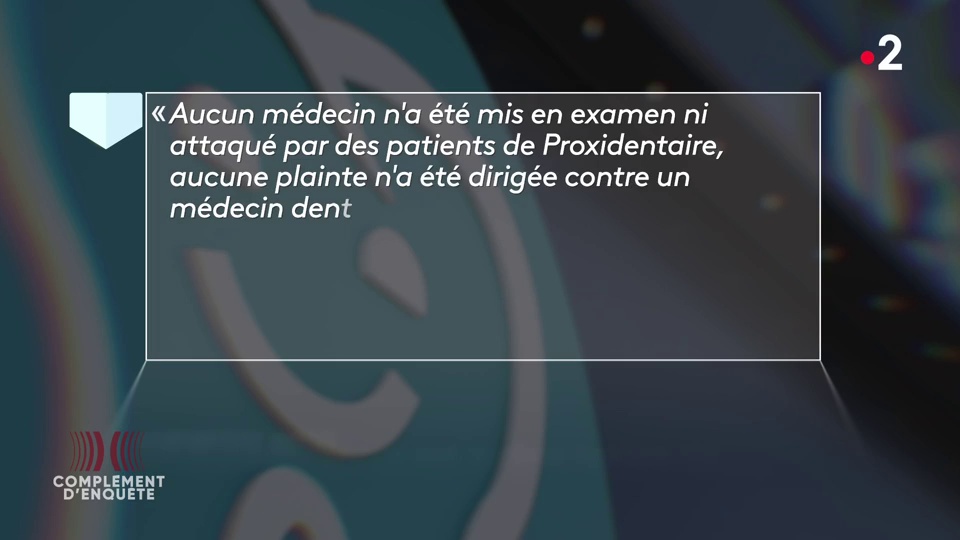 2
« Aucun médecin n'a été mis en examen ni
attaqué par des patients de Proxidentaire,
aucune plainte n'a été dirigée contre un
médecin dent
COMPLÉMENT
D'ENQUÊTE